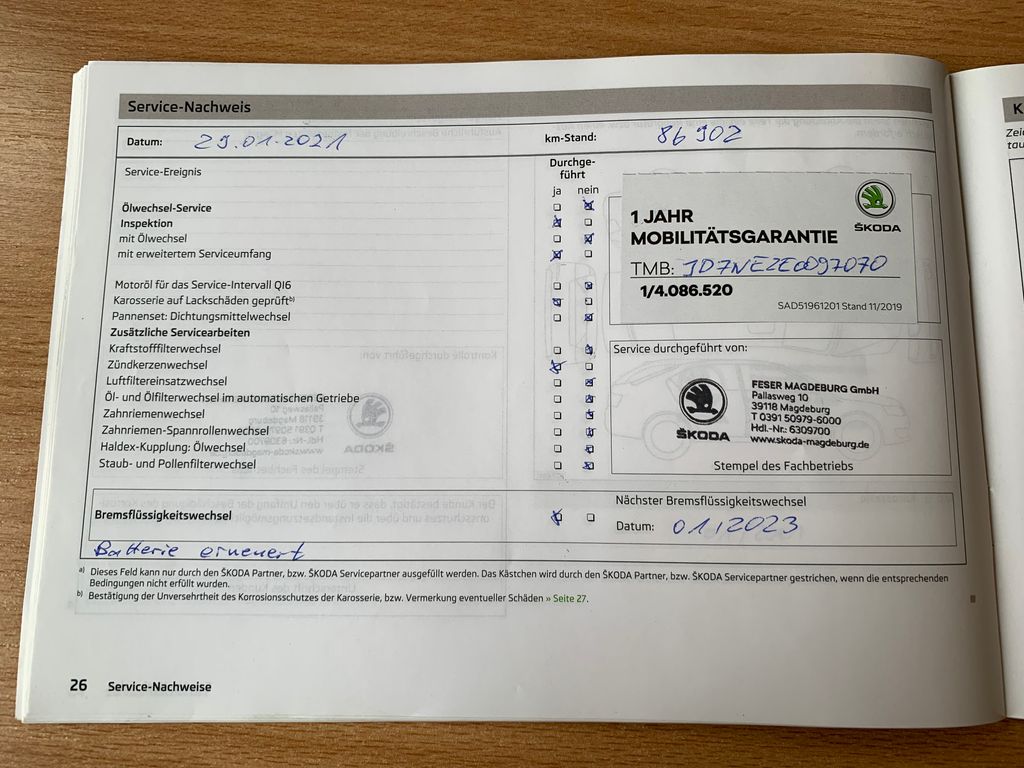 Service-Nachweis
Datum: 29.01.2021 km-Stand: 86902
Service-Ereignis
Durchge-
führt
ja nein
Ölwechsel-Service
Inspektion
mit Ölwechsel
mit erweitertem Serviceumfang
Motoröl für das Service-Intervall QI6
Karosserie auf Lackschäden geprüft b)
Pannenset: Dichtungsmittelwechsel
Zusätzliche Servicearbeiten
Kraftstofffilterwechsel
Zündkerzenwechsel
Luftfiltereinsatzwechsel
Öl- und Ölfilterwechsel im automatischen Getriebe
Zahnriemenwechsel
Zahnriemen-Spannrollenwechsel
Haldex-Kupplung: Ölwechsel
Staub- und Pollenfilterwechsel
1 JAHR
MOBILITÄTSGARANTIE
ŠKODA
TMB: JD7NE2E0097070
1/4.086.520
SAD51961201 Stand 11/2019
Service durchgeführt von:
ŠKODA
FESER MAGDEBURG GmbH
Pallasweg 10
39118 Magdeburg
T 0391 50979-6000
Hdl.-Nr.: 6309700
www.skoda-magdeburg.de
Stempel des Fachbetriebs
Bremsflüssigkeitswechsel
Nächster Bremsflüssigkeitswechsel
Datum: 01.2023
Batterie erneuert
a) Dieses Feld kann nur durch den ŠKODA Partner, bzw. ŠKODA Servicepartner ausgefüllt werden. Das Kästchen wird durch den ŠKODA Partner, bzw. ŠKODA Servicepartner gestrichen, wenn die entsprechenden
Bedingungen nicht erfüllt wurden.
b) Bestätigung der Unversehrtheit des Korrosionsschutzes der Karosserie, bzw. Vermerkung eventueller Schäden » Seite 27.
26 Service-Nachweise